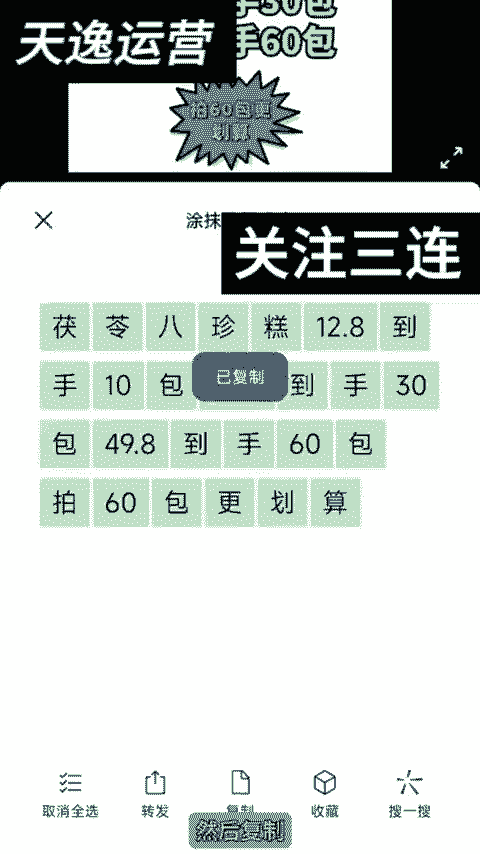 手30包
天逸运营
手60包
拍60包更
划算
涂抹
关注三连
茯苓八珍糕12.8到
手10包 到手30
已复制
包49.8到手60包
拍60包更划算
取消全选 转发 复制 收藏 搜一搜
然后复制